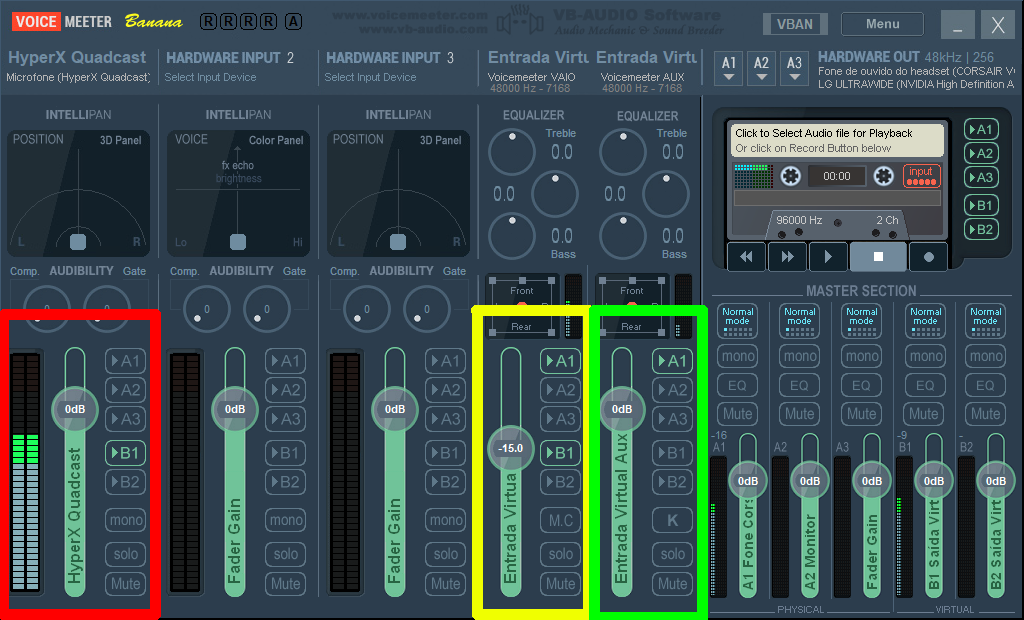 VOICE MEETER Banana R R R R A
www.voicemeeter.com
www.vb-audio.com
VB-AUDIO Software
Audio Mechanic & Sound Breeder
VBAN Menu _ X
HyperX Quadcast
Microfone (HyperX Quadcast)
HARDWARE INPUT 2
Select Input Device
HARDWARE INPUT 3
Select Input Device
Entrada Virtu
Voicemeeter VAIO
48000 Hz - 7168
Entrada Virtu
Voicemeeter AUX
48000 Hz - 7168
A1 A2 A3
HARDWARE OUT 48kHz | 256
Fone de ouvido do headset (CORSAIR V
LG ULTRAWIDE (NVIDIA High Definition A
INTELLIPAN
POSITION 3D Panel
L R
INTELLIPAN
VOICE Color Panel
fx echo
brightness
Lo Hi
INTELLIPAN
POSITION 3D Panel
L R
EQUALIZER
Treble
0.0
0.0
0.0
Bass
EQUALIZER
Treble
0.0
0.0
0.0
Bass
Click to Select Audio file for Playback
Or click on Record Button below
00:00 input
96000 Hz 2 Ch
A1
A2
A3
B1
B2
Comp. AUDIBILITY Gate
0 0
Comp. AUDIBILITY Gate
0 0
Comp. AUDIBILITY Gate
0 0
Front
Rear
Front
Rear
MASTER SECTION
0dB
HyperX Quadcast
A1
A2
A3
B1
B2
mono
solo
Mute
0dB
Fader Gain
A1
A2
A3
B1
B2
mono
solo
Mute
0dB
Fader Gain
A1
A2
A3
B1
B2
mono
solo
Mute
-15.0
Entrada Virtua
A1
A2
A3
B1
B2
M.C
solo
Mute
0dB
Entrada Virtual Aux
A1
A2
A3
B1
B2
K
solo
Mute
Normal mode
mono
EQ
Mute
-16
A1
0dB
A1 Fone Cors
Normal mode
mono
EQ
Mute
A2
0dB
A2 Monitor
Normal mode
mono
EQ
Mute
A3
0dB
Fader Gain
Normal mode
mono
EQ
Mute
-9
B1
0dB
B1 Saída Virt
Normal mode
mono
EQ
Mute
-
B2
0dB
B2 Saída Virt
PHYSICAL VIRTUAL